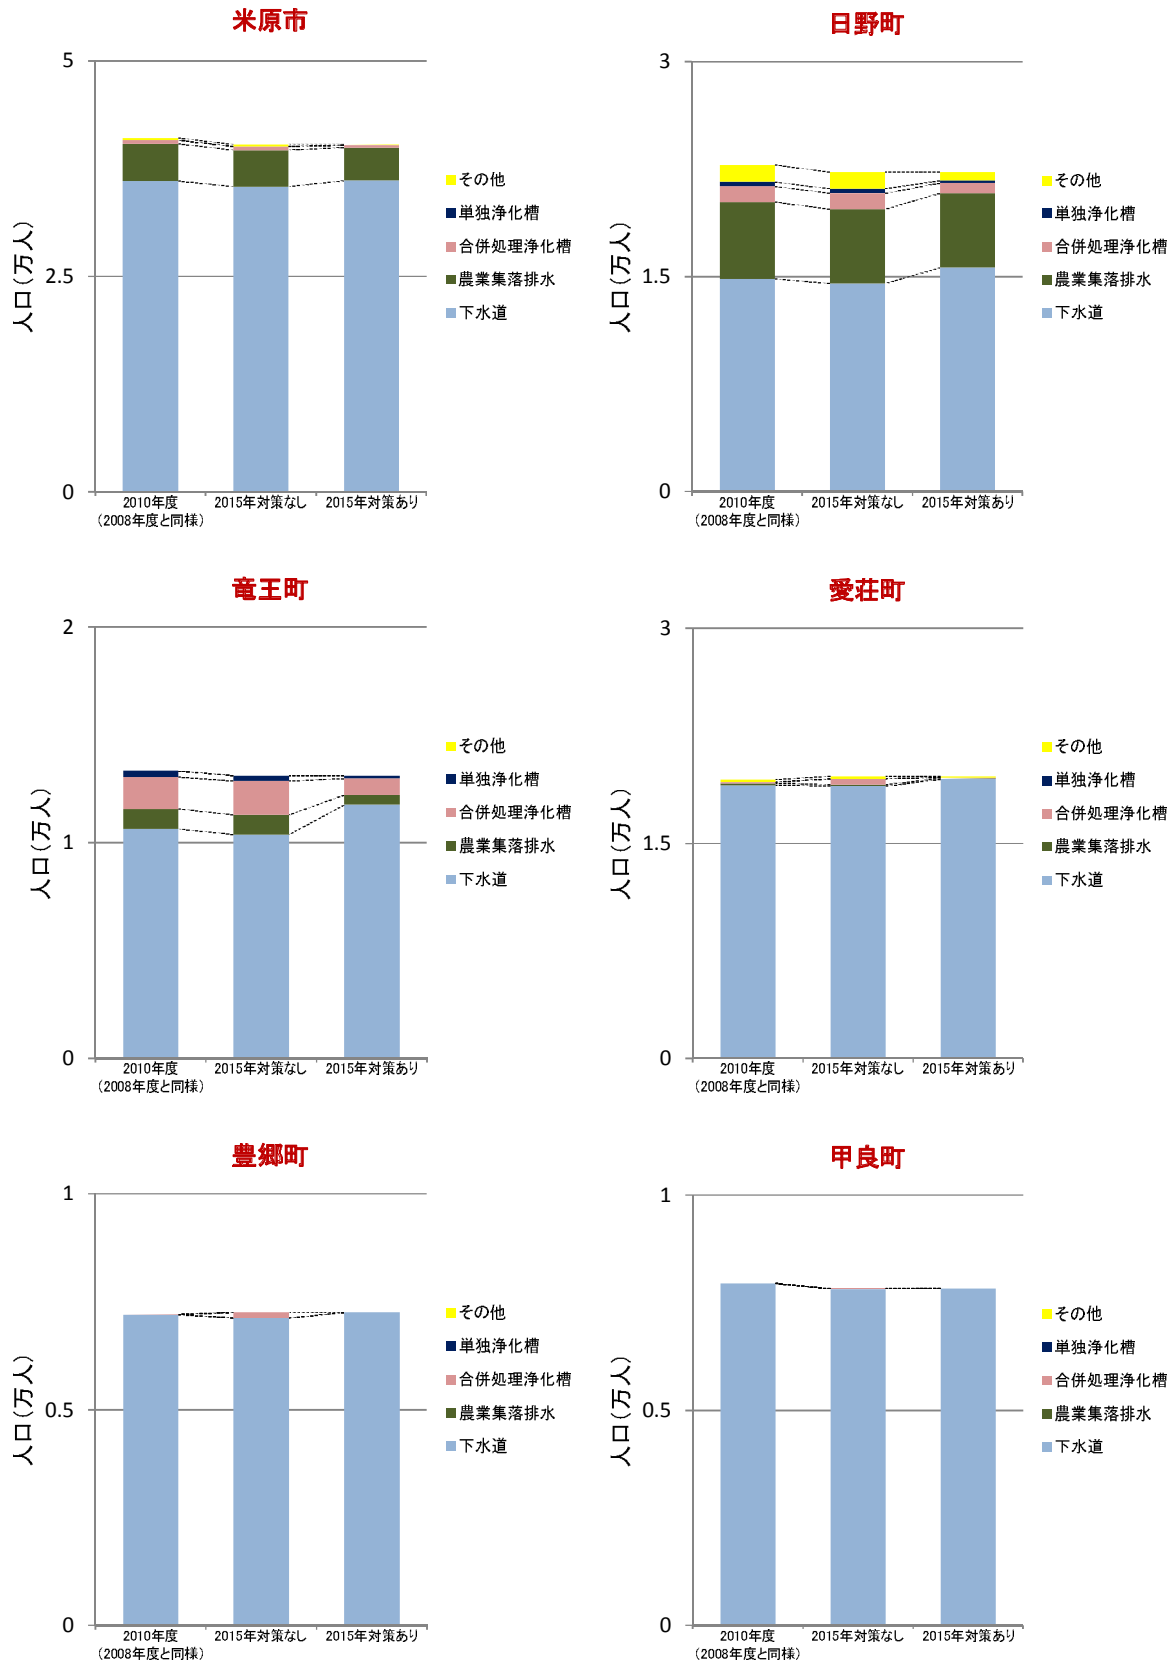 米原市
5
2.5
0
人口(万人)
2010年度
(2008年度と同様)
2015年対策なし
2015年対策あり
その他
単独浄化槽
合併処理浄化槽
農業集落排水
下水道
日野町
3
1.5
0
人口(万人)
2010年度
(2008年度と同様)
2015年対策なし
2015年対策あり
その他
単独浄化槽
合併処理浄化槽
農業集落排水
下水道
竜王町
2
1
0
人口(万人)
2010年度
(2008年度と同様)
2015年対策なし
2015年対策あり
その他
単独浄化槽
合併処理浄化槽
農業集落排水
下水道
愛荘町
3
1.5
0
人口(万人)
2010年度
(2008年度と同様)
2015年対策なし
2015年対策あり
その他
単独浄化槽
合併処理浄化槽
農業集落排水
下水道
豊郷町
1
0.5
0
人口(万人)
2010年度
(2008年度と同様)
2015年対策なし
2015年対策あり
その他
単独浄化槽
合併処理浄化槽
農業集落排水
下水道
甲良町
1
0.5
0
人口(万人)
2010年度
(2008年度と同様)
2015年対策なし
2015年対策あり
その他
単独浄化槽
合併処理浄化槽
農業集落排水
下水道